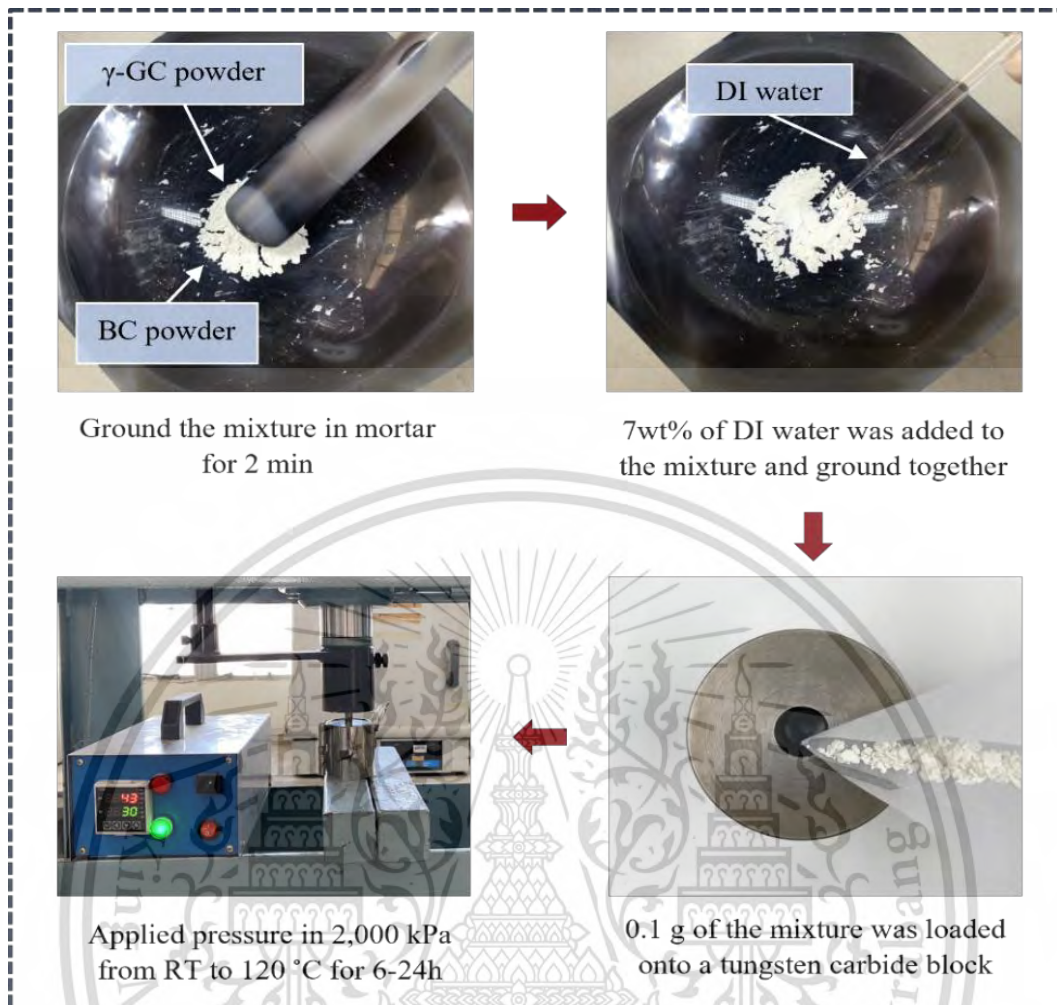 γ-GC powder
BC powder
Ground the mixture in mortar
for 2 min
DI water
7wt% of DI water was added to
the mixture and ground together
0.1 g of the mixture was loaded
onto a tungsten carbide block
43
30
Applied pressure in 2,000 kPa
from RT to 120 ˚C for 6-24h